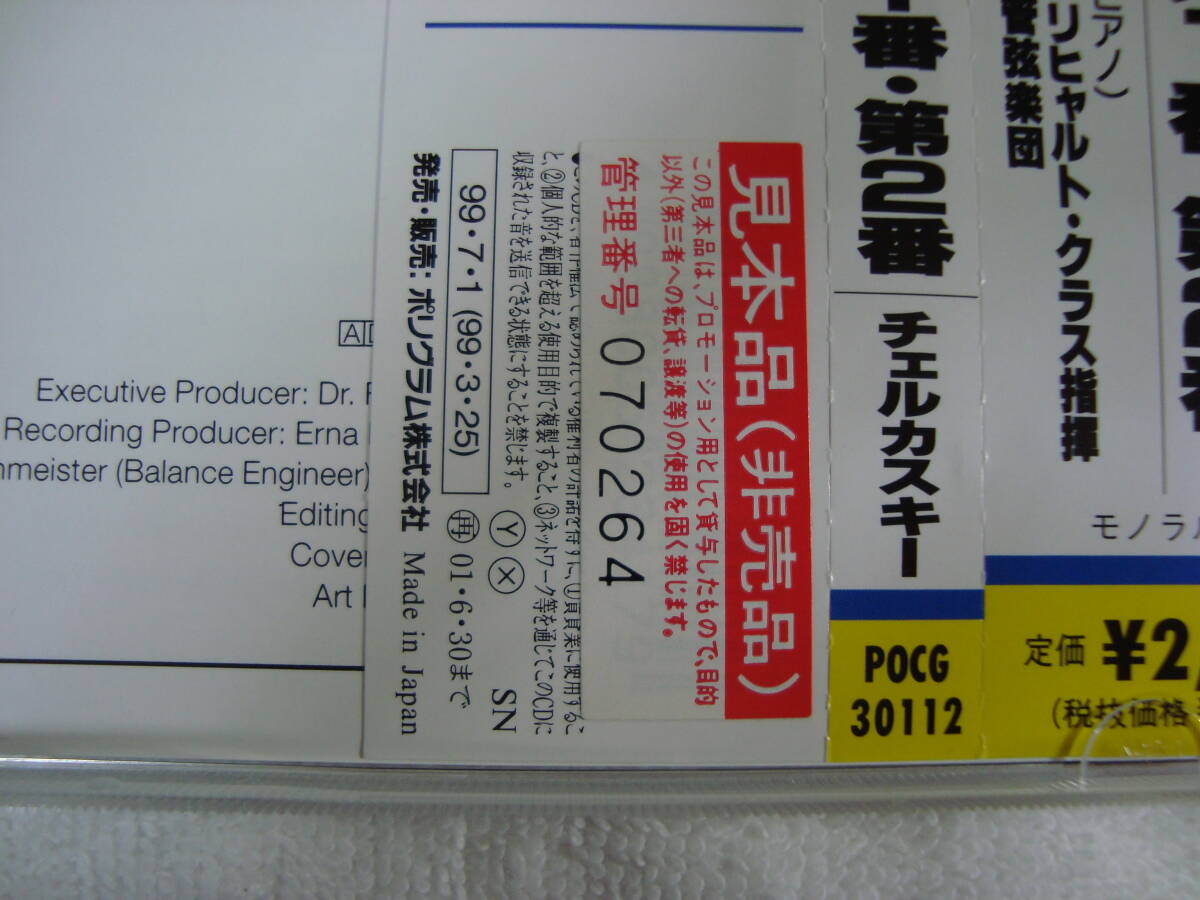 A
Executive Producer: Dr.
Recording Producer: Erna
nmeister (Balance Engineer)
Editing
Cover
Art
と、②個人的な範囲を超える使用目的で複製すること、③ネットワーク等を通じてこのCDに
収録された音を送信できる状態にすることを禁じます。
99・7・1 (99・3・25)
Ⓨ ⓧ SN
㊞ 01・6・30まで
発売・販売：ポリグラム株式会社 Made in Japan
見本品(非売品)
この見本品は、プロモーション用として貸与したもので、目的
以外(第三者への転貸、譲渡等)の使用を固く禁じます。
管理番号 070264
番・第2番 チェルカスキー
POCG
30112
アノ)
リヒャルト・クラス指揮
管弦楽団
モノラル
定価 ¥2,
(税抜価格